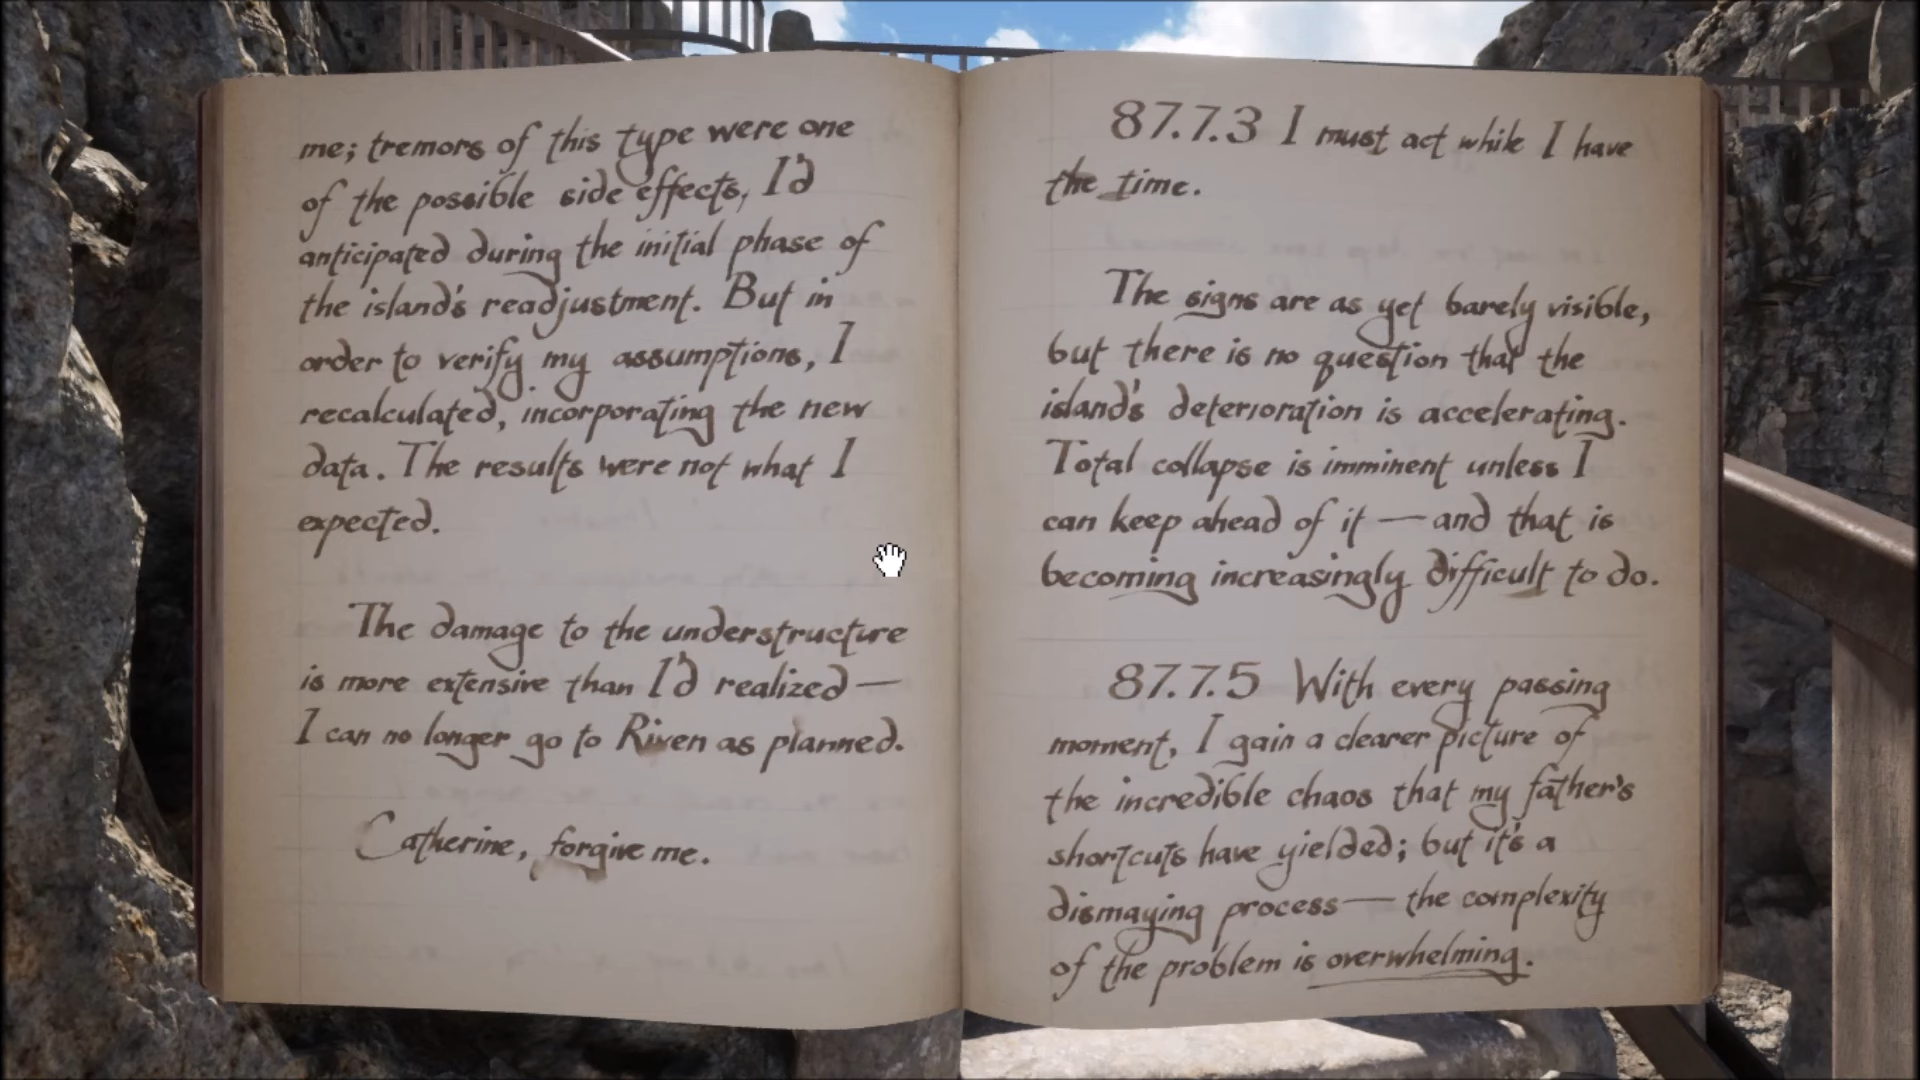 me; tremors of this type were one
of the possible side effects, I'd
anticipated during the initial phase of
the island's readjustment. But in
order to verify my assumptions, I
recalculated, incorporating the new
data. The results were not what I
expected.
The damage to the understructure
is more extensive than I'd realized—
I can no longer go to Riven as planned.
Catherine, forgive me.
87.7.3 I must act while I have
the time.
The signs are as yet barely visible,
but there is no question that the
island's deterioration is accelerating.
Total collapse is imminent unless I
can keep ahead of it — and that is
becoming increasingly difficult to do.
87.7.5 With every passing
moment, I gain a clearer picture of
the incredible chaos that my father's
shortcuts have yielded; but it's a
dismaying process— the complexity
of the problem is overwhelming.